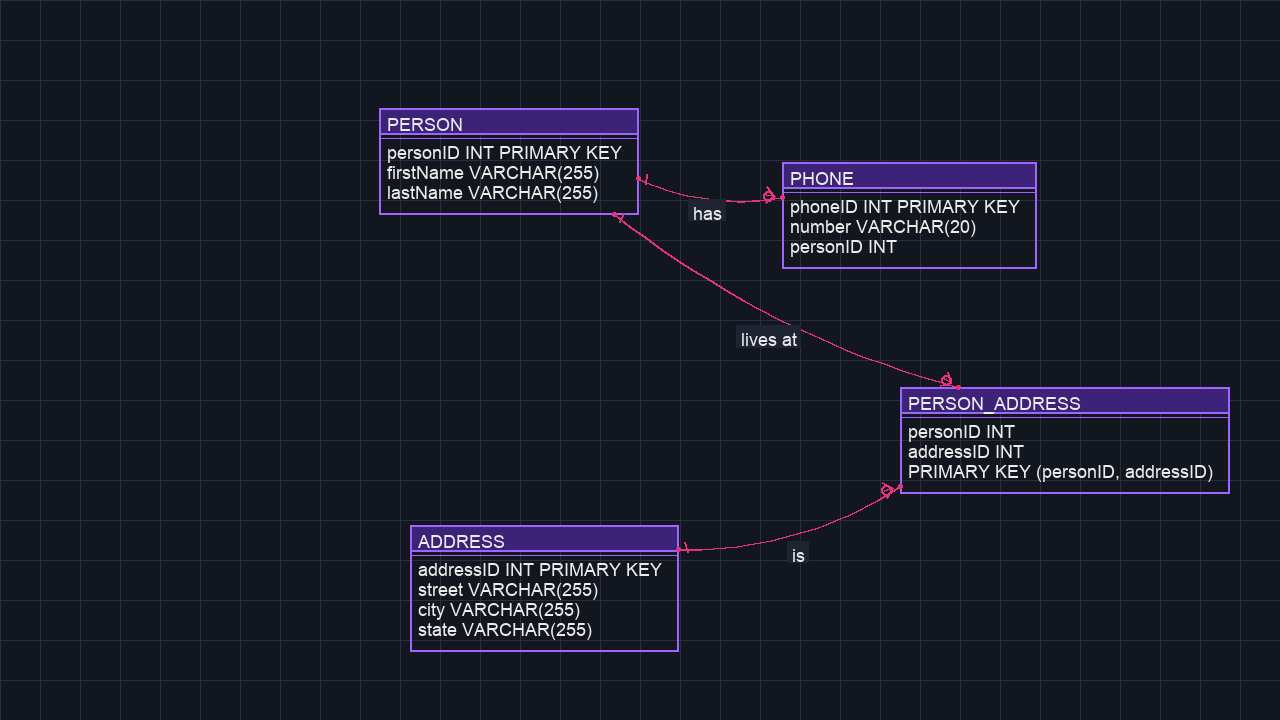 PERSON
personID INT PRIMARY KEY
firstName VARCHAR(255)
lastName VARCHAR(255)
has
PHONE
phoneID INT PRIMARY KEY
number VARCHAR(20)
personID INT
lives at
PERSON_ADDRESS
personID INT
addressID INT
PRIMARY KEY (personID, addressID)
is
ADDRESS
addressID INT PRIMARY KEY
street VARCHAR(255)
city VARCHAR(255)
state VARCHAR(255)